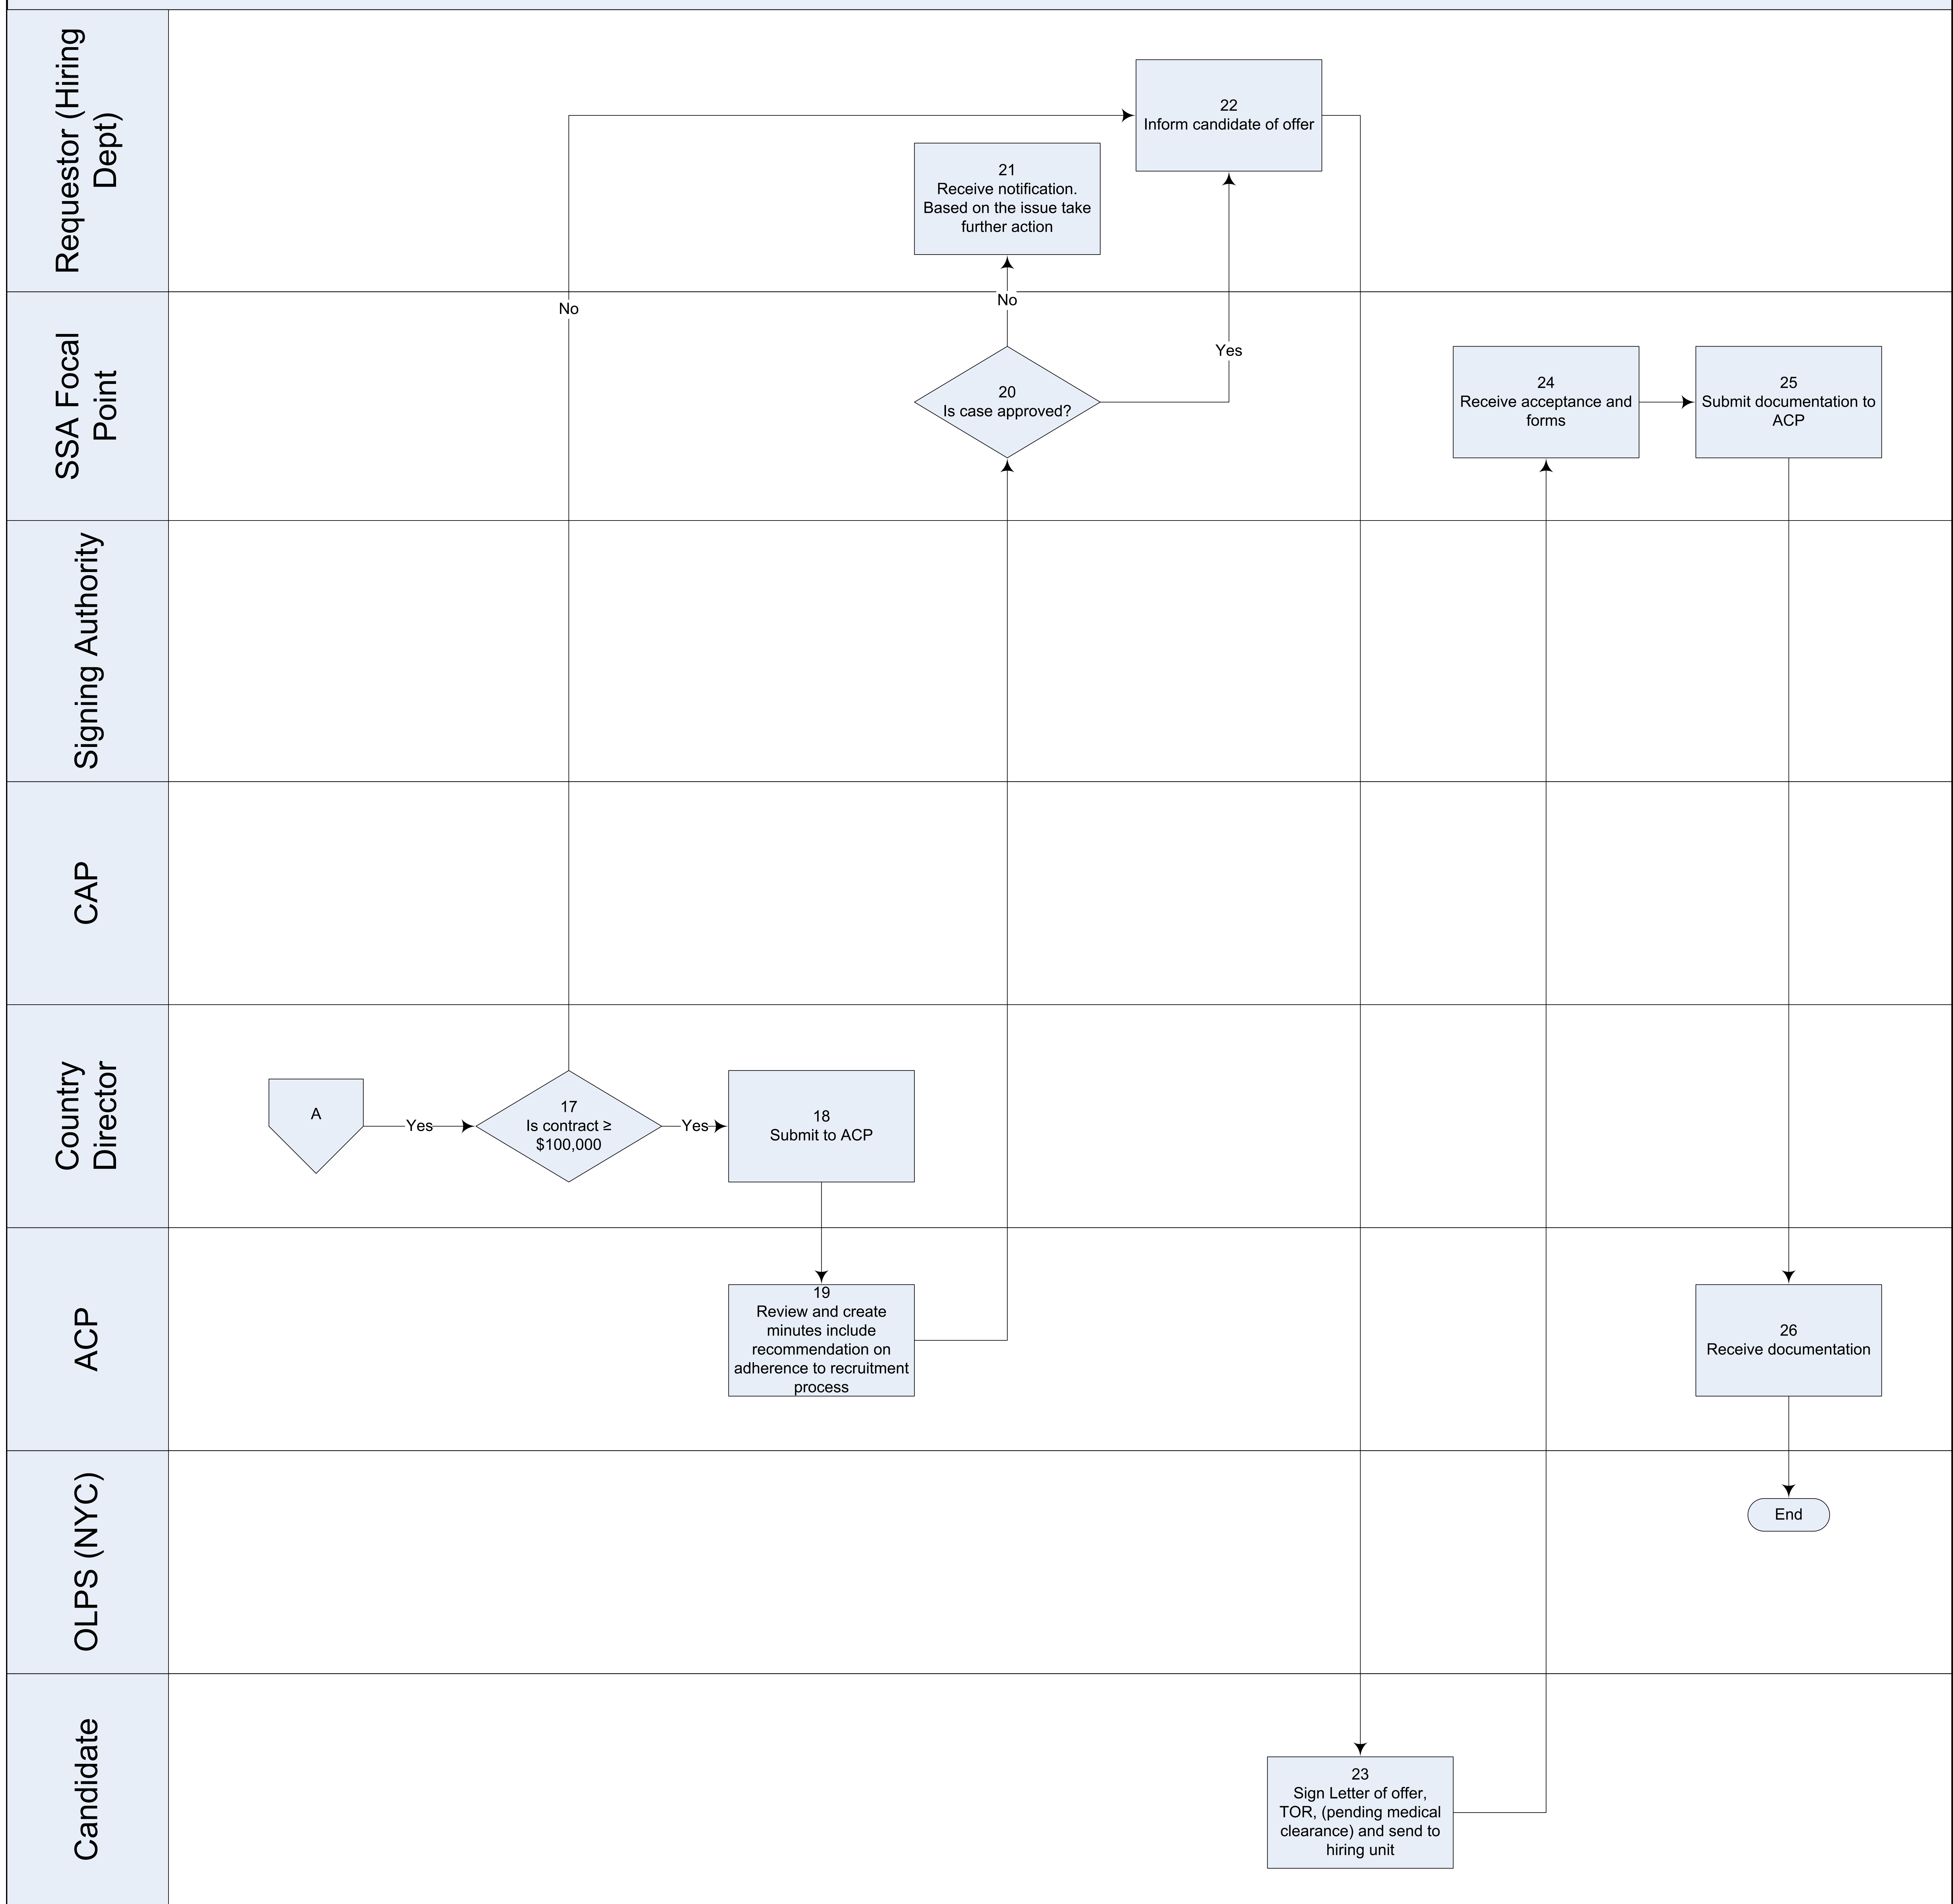 Requestor (Hiring
Dept)
22
Inform candidate of offer
21
Receive notification.
Based on the issue take
further action
No
No
SSA Focal
Point
Yes
20
Is case approved?
24
Receive acceptance and
forms
25
Submit documentation to
ACP
Signing Authority
CAP
Country
Director
A
Yes
17
Is contract ≥
$100,000
Yes
18
Submit to ACP
ACP
19
Review and create
minutes include
recommendation on
adherence to recruitment
process
26
Receive documentation
OLPS (NYC)
End
Candidate
23
Sign Letter of offer,
TOR, (pending medical
clearance) and send to
hiring unit